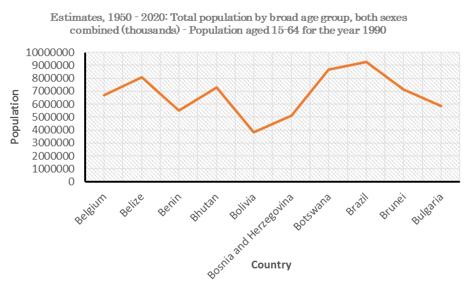 Estimates, 1950 - 2020: Total population by broad age group, both sexes
combined (thousands) - Population aged 15-64 for the year 1990
10000000
9000000
8000000
7000000
6000000
5000000
4000000
3000000
2000000
1000000
0
Population
Belgium
Belize
Benin
Bhutan
Bolivia
Bosnia and Herzegovina
Botswana
Brazil
Brunei
Bulgaria
Country